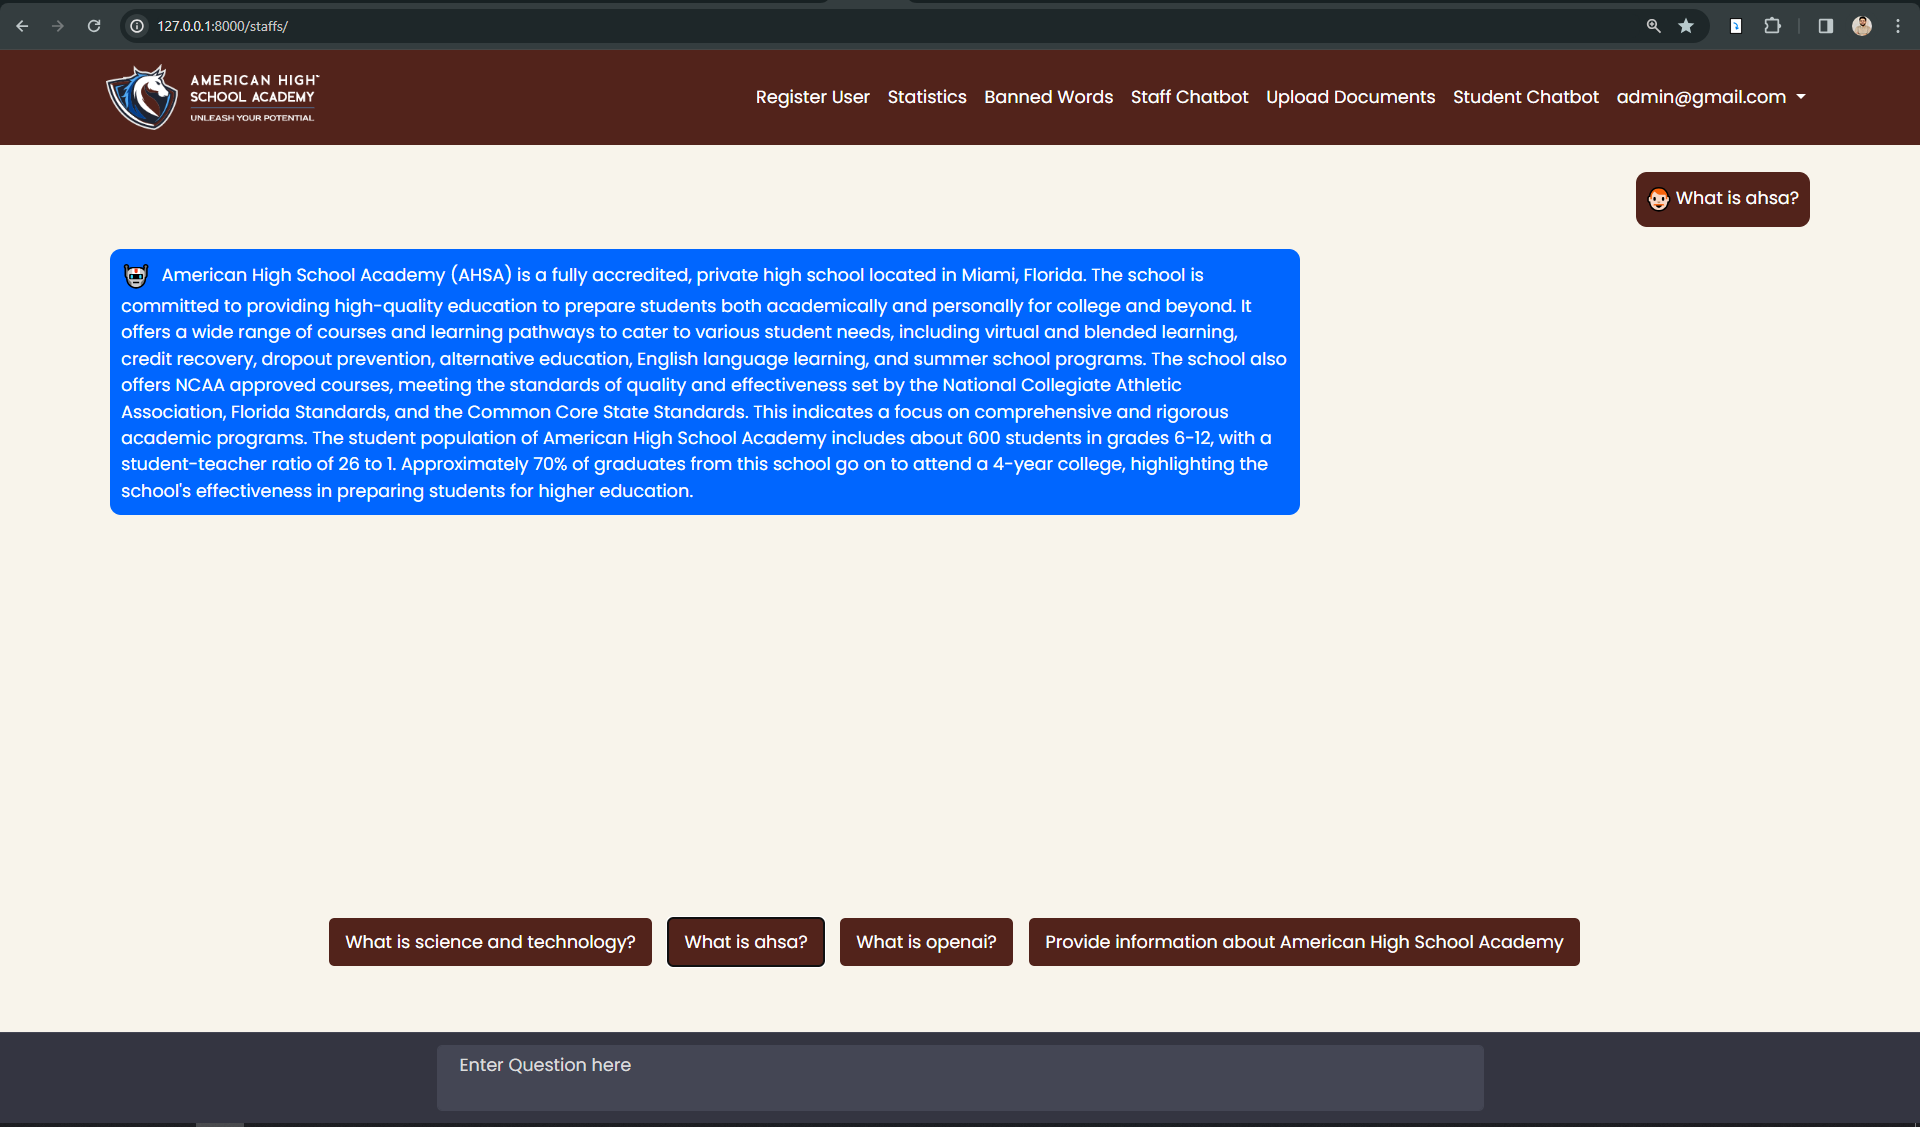 127.0.0.1:8000/staffs/
AMERICAN HIGH
SCHOOL ACADEMY
UNLEASH YOUR POTENTIAL
Register User Statistics Banned Words Staff Chatbot Upload Documents Student Chatbot admin@gmail.com
What is ahsa?
American High School Academy (AHSA) is a fully accredited, private high school located in Miami, Florida. The school is
committed to providing high-quality education to prepare students both academically and personally for college and beyond. It
offers a wide range of courses and learning pathways to cater to various student needs, including virtual and blended learning,
credit recovery, dropout prevention, alternative education, English language learning, and summer school programs. The school also
offers NCAA approved courses, meeting the standards of quality and effectiveness set by the National Collegiate Athletic
Association, Florida Standards, and the Common Core State Standards. This indicates a focus on comprehensive and rigorous
academic programs. The student population of American High School Academy includes about 600 students in grades 6-12, with a
student-teacher ratio of 26 to 1. Approximately 70% of graduates from this school go on to attend a 4-year college, highlighting the
school's effectiveness in preparing students for higher education.
What is science and technology? What is ahsa? What is openai? Provide information about American High School Academy
Enter Question here